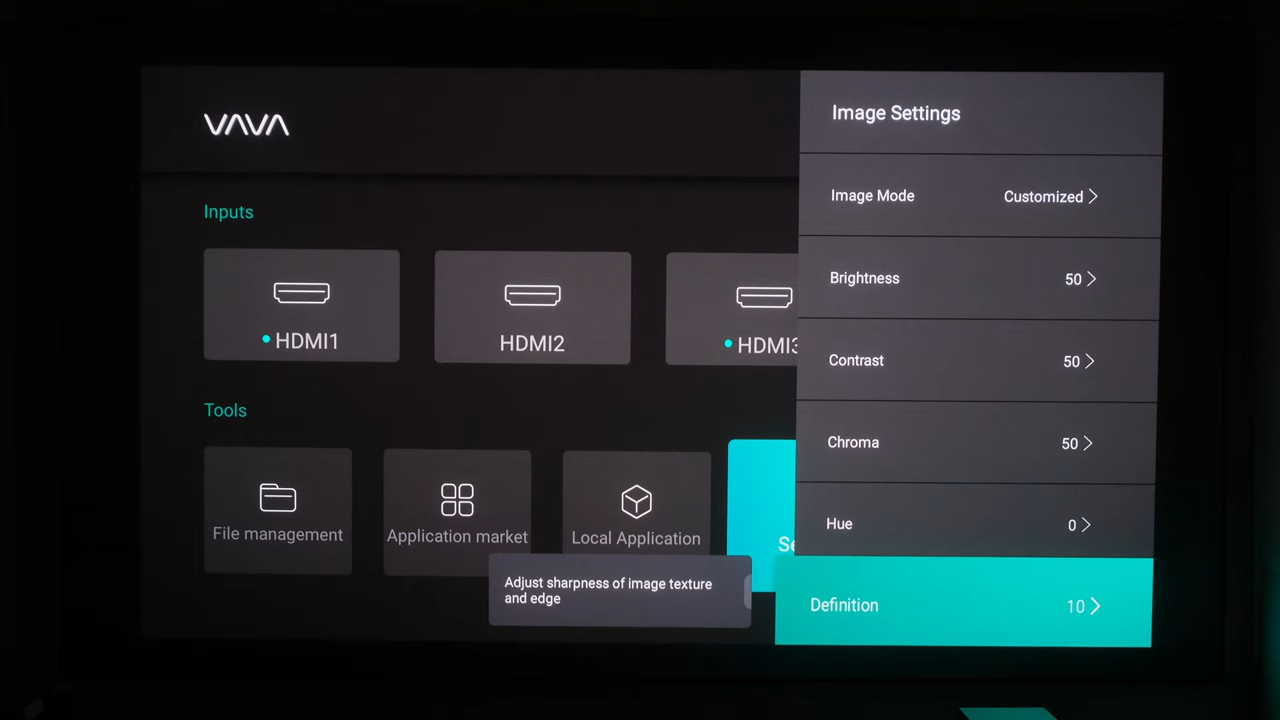 VAVA
Inputs
HDMI1
HDMI2
HDMI3
Tools
File management
Application market
Local Application
Se
Adjust sharpness of image texture
and edge
Image Settings
Image Mode Customized
Brightness 50
Contrast 50
Chroma 50
Hue 0
Definition 10